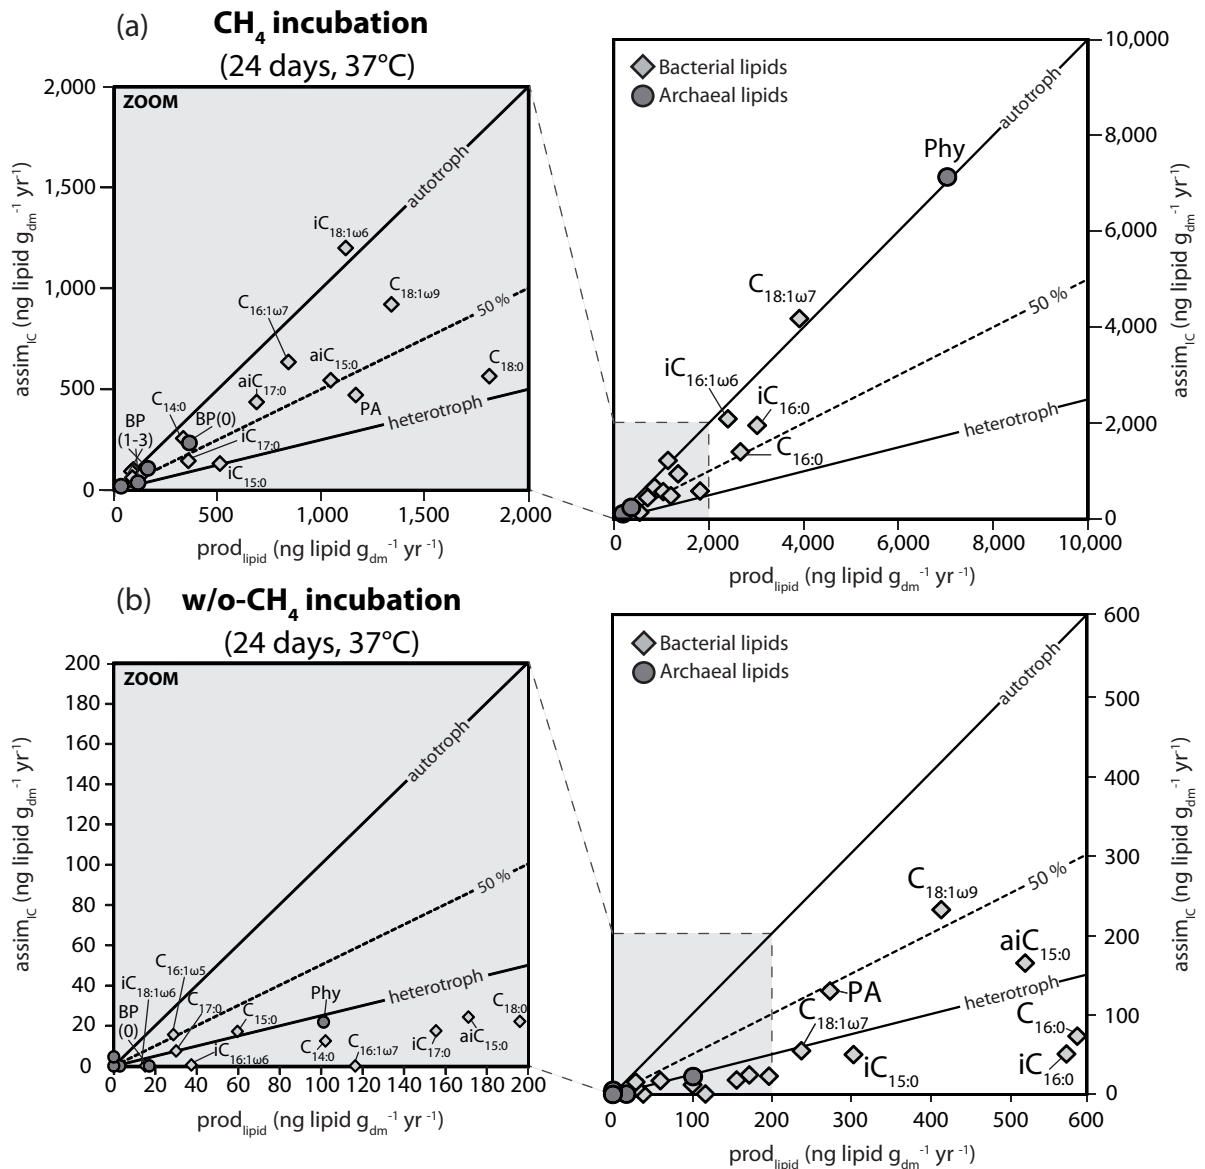 (a) CH4 incubation
(24 days, 37°C)
ZOOM
2,000
1,500
1,000
500
0
assimIC (ng lipid gdm-1 yr-1)
autotroph
50 %
heterotroph
iC18:1ω6
C18:1ω9
C16:1ω7
aiC15:0
C18:0
aiC17:0
PA
C14:0
BP(0)
BP
(1-3)
iC17:0
iC15:0
0 500 1,000 1,500 2,000
prodlipid (ng lipid gdm-1 yr -1)
Bacterial lipids
Archaeal lipids
autotroph
Phy
C18:1ω7
50 %
iC16:1ω6
iC16:0
C16:0
heterotroph
10,000
8,000
6,000
4,000
2,000
0
assimIC (ng lipid gdm-1 yr-1)
0 2,000 4,000 6,000 8,000 10,000
prodlipid (ng lipid gdm-1 yr -1)
(b) w/o-CH4 incubation
(24 days, 37°C)
ZOOM
200
180
160
140
120
100
80
60
40
20
0
assimIC (ng lipid gdm-1 yr-1)
autotroph
50 %
heterotroph
C16:1ω5
iC18:1ω6
C17:0
BP
(0)
C15:0
Phy
C18:0
iC16:1ω6
C14:0
C16:1ω7
iC17:0
aiC15:0
0 20 40 60 80 100 120 140 160 180 200
prodlipid (ng lipid gdm-1 yr -1)
Bacterial lipids
Archaeal lipids
autotroph
50 %
C18:1ω9
aiC15:0
PA
heterotroph
C18:1ω7
C16:0
iC15:0
iC16:0
600
500
400
300
200
100
0
assimIC (ng lipid gdm-1 yr-1)
0 100 200 300 400 500 600
prodlipid (ng lipid gdm-1 yr -1)